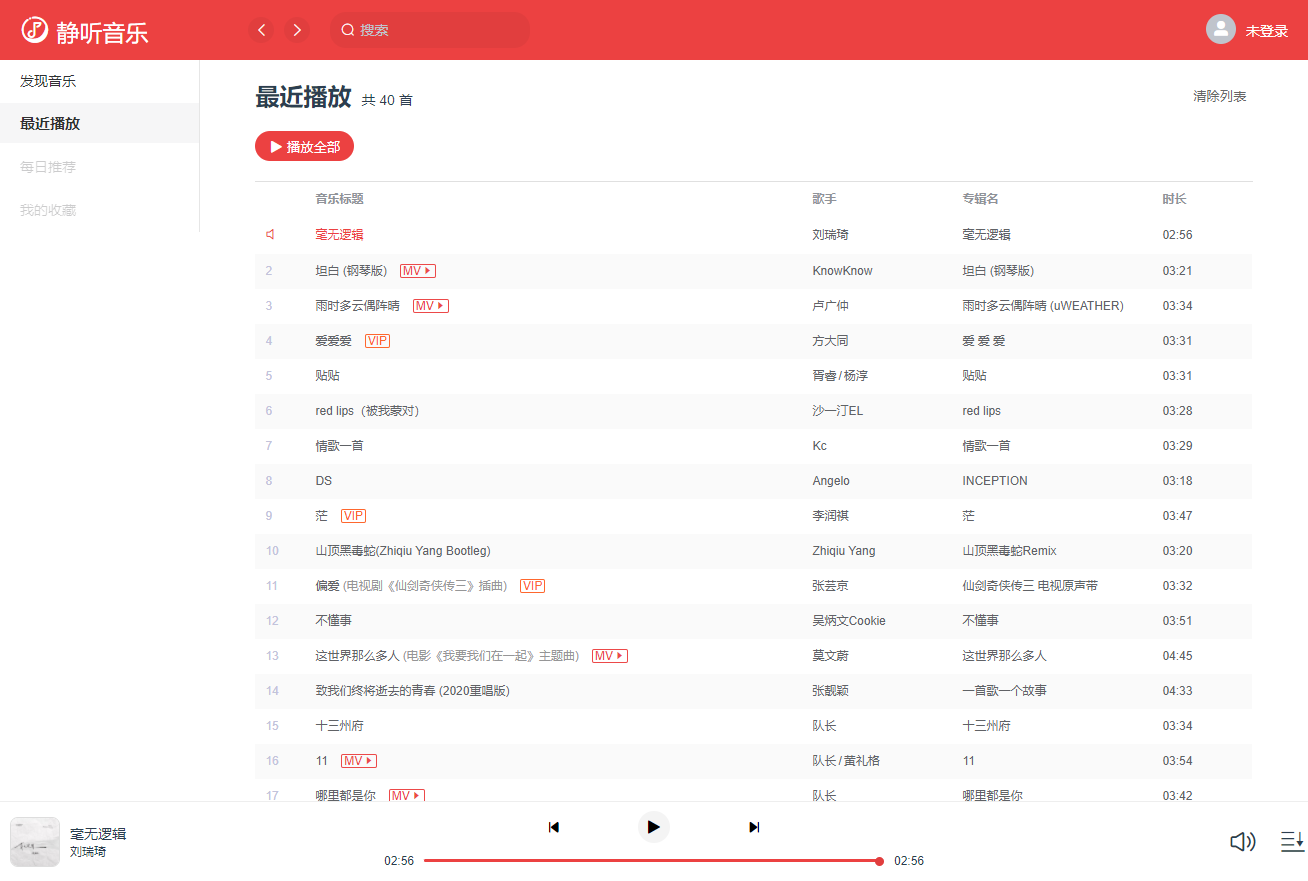 静听音乐 搜索 未登录
发现音乐
最近播放
每日推荐
我的收藏
最近播放 共 40 首 清除列表
播放全部
音乐标题 歌手 专辑名 时长
毫无逻辑 刘瑞琦 毫无逻辑 02:56
2 坦白 (钢琴版) MV KnowKnow 坦白 (钢琴版) 03:21
3 雨时多云偶阵晴 MV 卢广仲 雨时多云偶阵晴 (uWEATHER) 03:34
4 爱爱爱 VIP 方大同 爱 爱 爱 03:31
5 贴贴 胥睿 / 杨淳 贴贴 03:31
6 red lips（被我蒙对） 沙一汀EL red lips 03:28
7 情歌一首 Kc 情歌一首 03:29
8 DS Angelo INCEPTION 03:18
9 茫 VIP 李润祺 茫 03:47
10 山顶黑毒蛇(Zhiqiu Yang Bootleg) Zhiqiu Yang 山顶黑毒蛇Remix 03:20
11 偏爱 (电视剧《仙剑奇侠传三》插曲) VIP 张芸京 仙剑奇侠传三 电视原声带 03:32
12 不懂事 吴炳文Cookie 不懂事 03:51
13 这世界那么多人 (电影《我要我们在一起》主题曲) MV 莫文蔚 这世界那么多人 04:45
14 致我们终将逝去的青春 (2020重唱版) 张靓颖 一首歌一个故事 04:33
15 十三州府 队长 十三州府 03:34
16 11 MV 队长 / 黄礼格 11 03:54
17 哪里都是你 MV 队长 哪里都是你 03:42
毫无逻辑
刘瑞琦
02:56 02:56